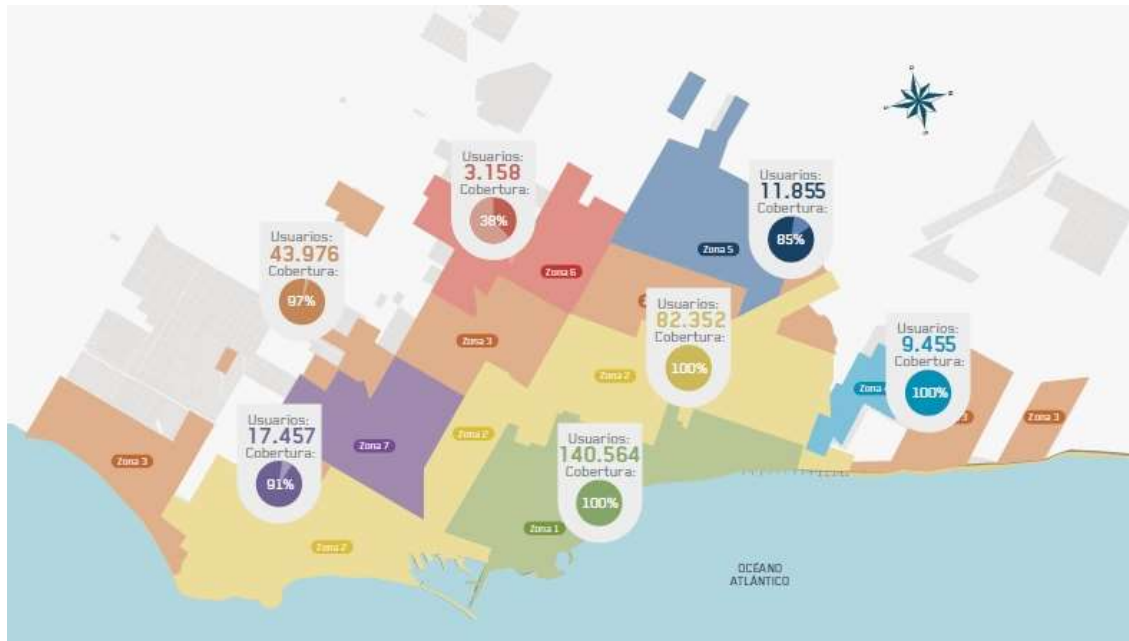 Usuarios:
3.158
Cobertura:
38%
Usuarios:
11.855
Cobertura:
85%
Usuarios:
43.976
Cobertura:
97%
Zona 5
Zona 6
Usuarios:
82.352
Cobertura:
100%
Usuarios:
9.455
Cobertura:
100%
Zona 3
Zona 2
Usuarios:
17.457
Cobertura:
91%
Zona 7
Zona 2
Usuarios:
140.564
Cobertura:
100%
Zona 3
Zona 3
Zona 1
Zona 2
OCÉANO
ATLÁNTICO